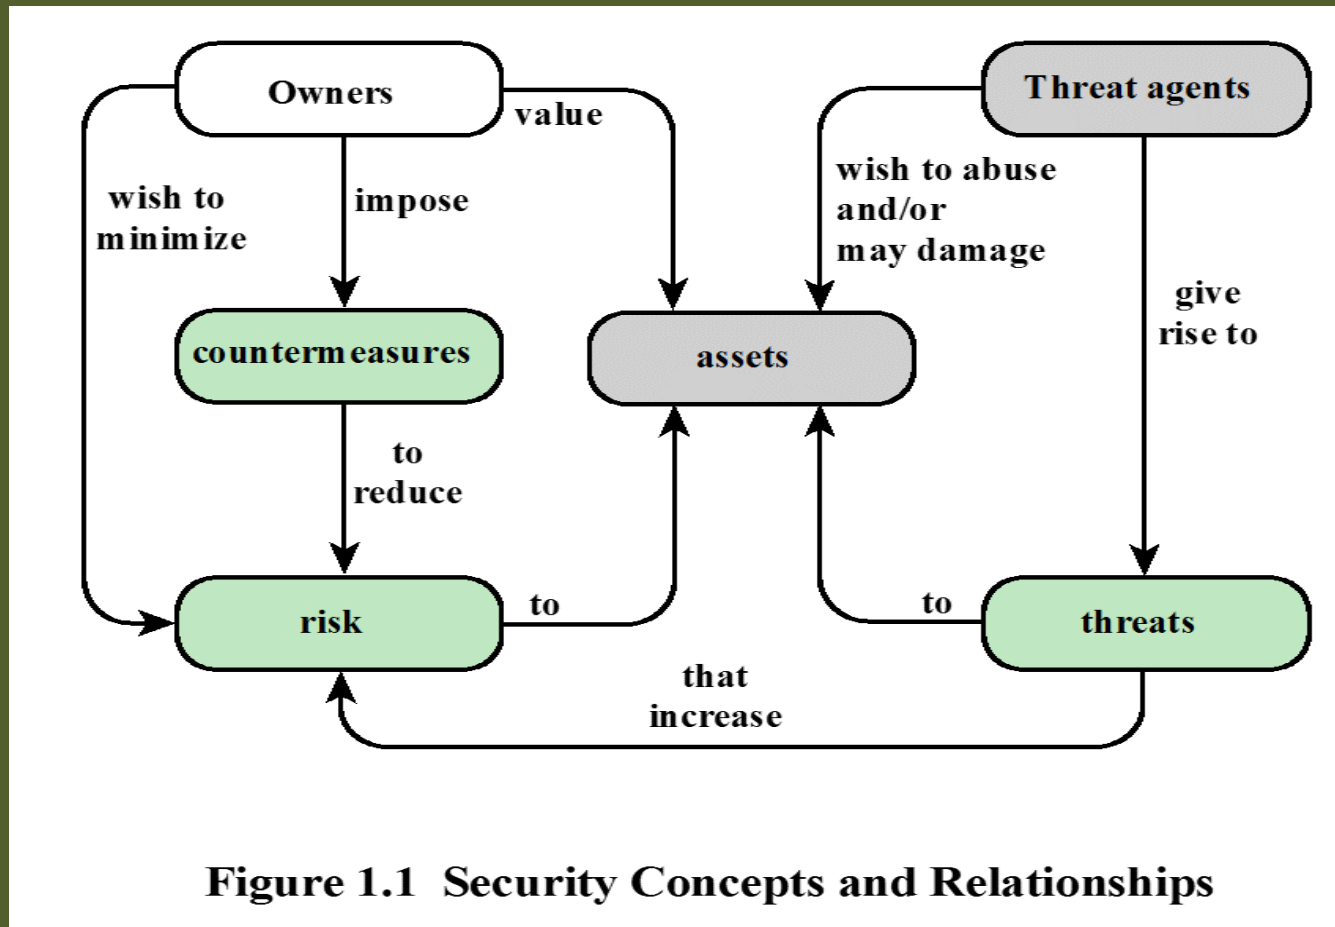 Owners
value
Threat agents
wish to
minimize
impose
wish to abuse
and/or
may damage
give
rise to
countermeasures
assets
to
reduce
risk
to
to
threats
that
increase
Figure 1.1 Security Concepts and Relationships